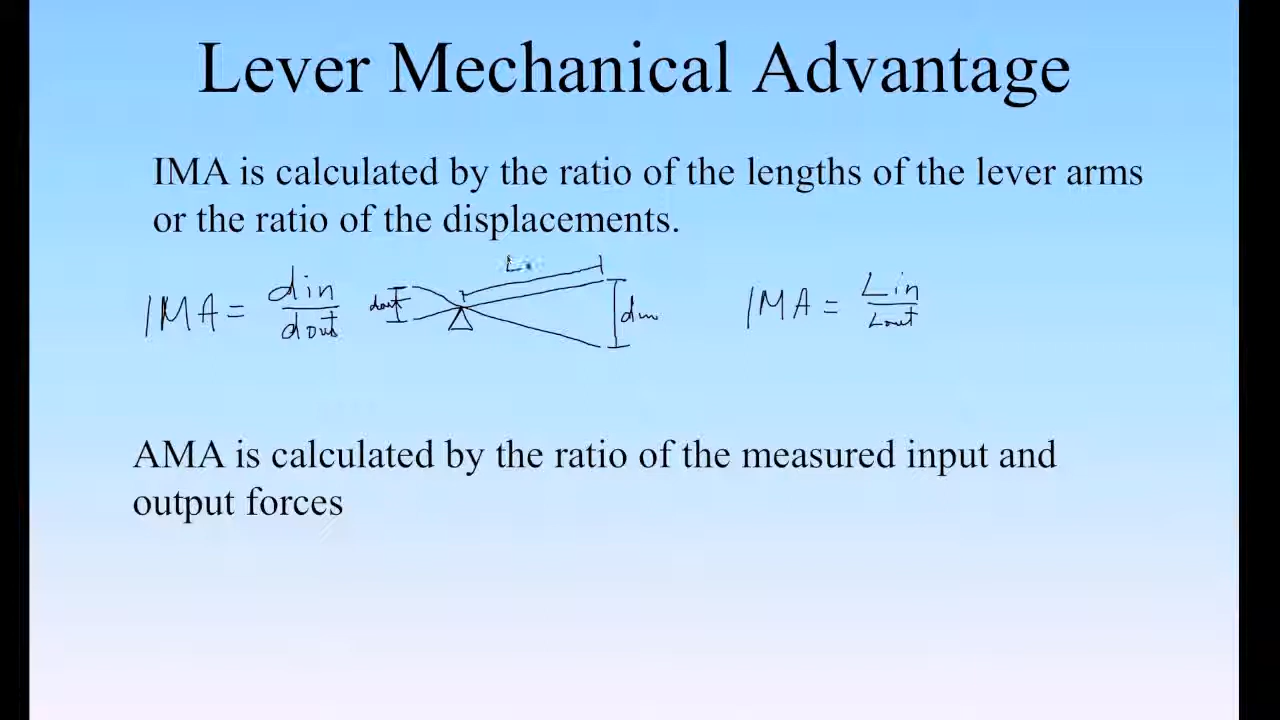 Lever Mechanical Advantage
IMA is calculated by the ratio of the lengths of the lever arms
or the ratio of the displacements.
IMA = din/dout
dout
din
IMA = Lin/Lout
AMA is calculated by the ratio of the measured input and
output forces